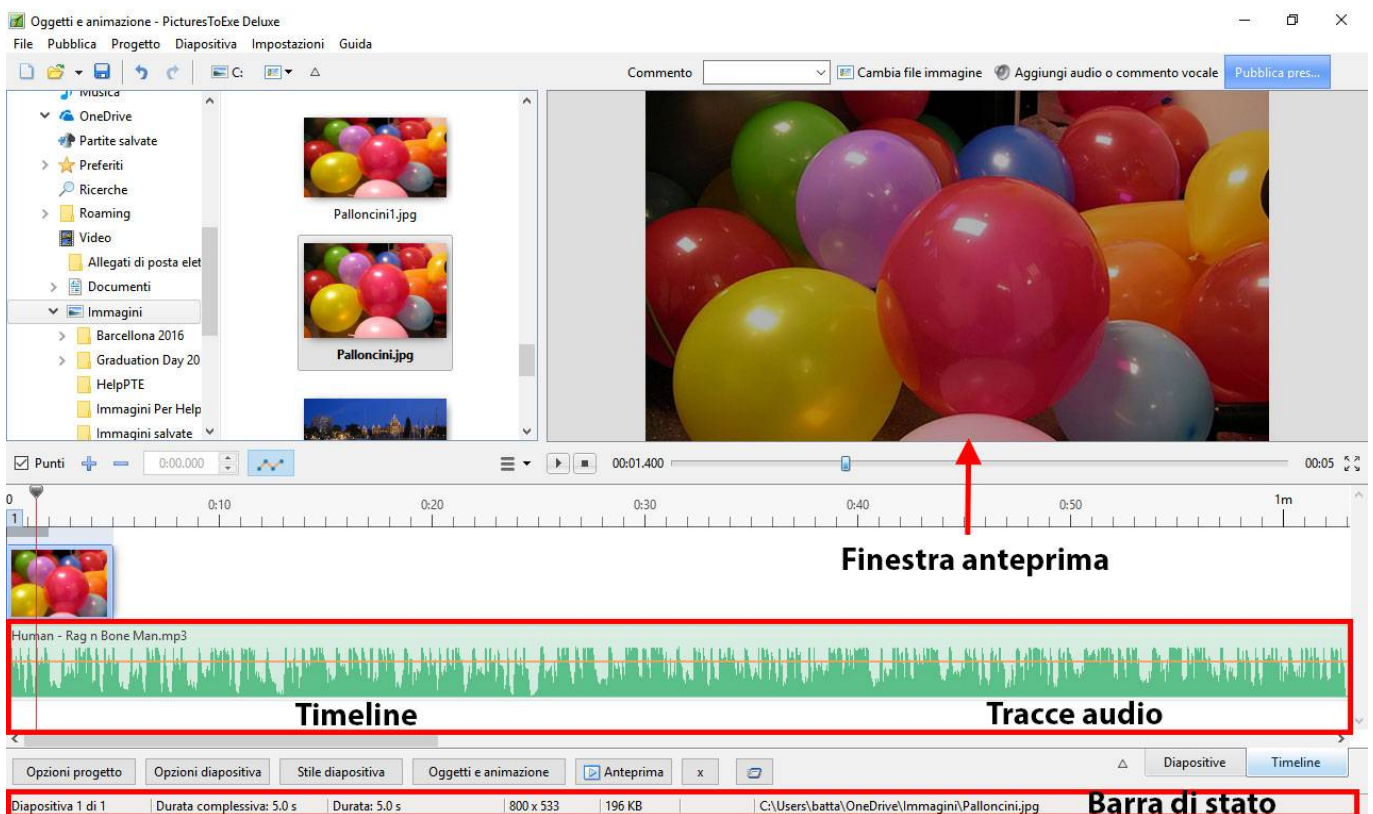 Oggetti e animazione - PicturesToExe Deluxe
File Pubblica Progetto Diapositiva Impostazioni Guida
C:
Commento
Cambia file immagine
Aggiungi audio o commento vocale
Pubblica pres...
Musica
OneDrive
Partite salvate
Preferiti
Ricerche
Roaming
Video
Allegati di posta elet
Documenti
Immagini
Barcellona 2016
Graduation Day 20
HelpPTE
Immagini Per Help
Immagini salvate
Palloncini1.jpg
Palloncini.jpg
Punti
0:00.000
00:01.400
00:05
0 0:10 0:20 0:30 0:40 0:50 1m
1
Finestra anteprima
Human - Rag n Bone Man.mp3
Timeline
Tracce audio
Opzioni progetto
Opzioni diapositiva
Stile diapositiva
Oggetti e animazione
Anteprima
x
Diapositive
Timeline
Diapositiva 1 di 1
Durata complessiva: 5.0 s
Durata: 5.0 s
800 x 533
196 KB
C:\Users\batta\OneDrive\Immagini\Palloncini.jpg
Barra di stato